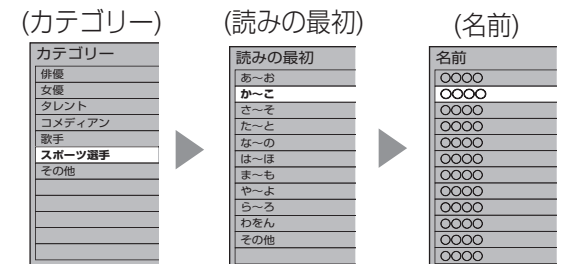 (カテゴリー)
カテゴリー
俳優
女優
タレント
コメディアン
歌手
スポーツ選手
その他
(読みの最初)
読みの最初
あ～お
か～こ
さ～そ
た～と
な～の
は～ほ
ま～も
や～よ
ら～ろ
わをん
その他
(名前)
名前
○○○○
○○○○
○○○○
○○○○
○○○○
○○○○
○○○○
○○○○
○○○○
○○○○
○○○○
○○○○